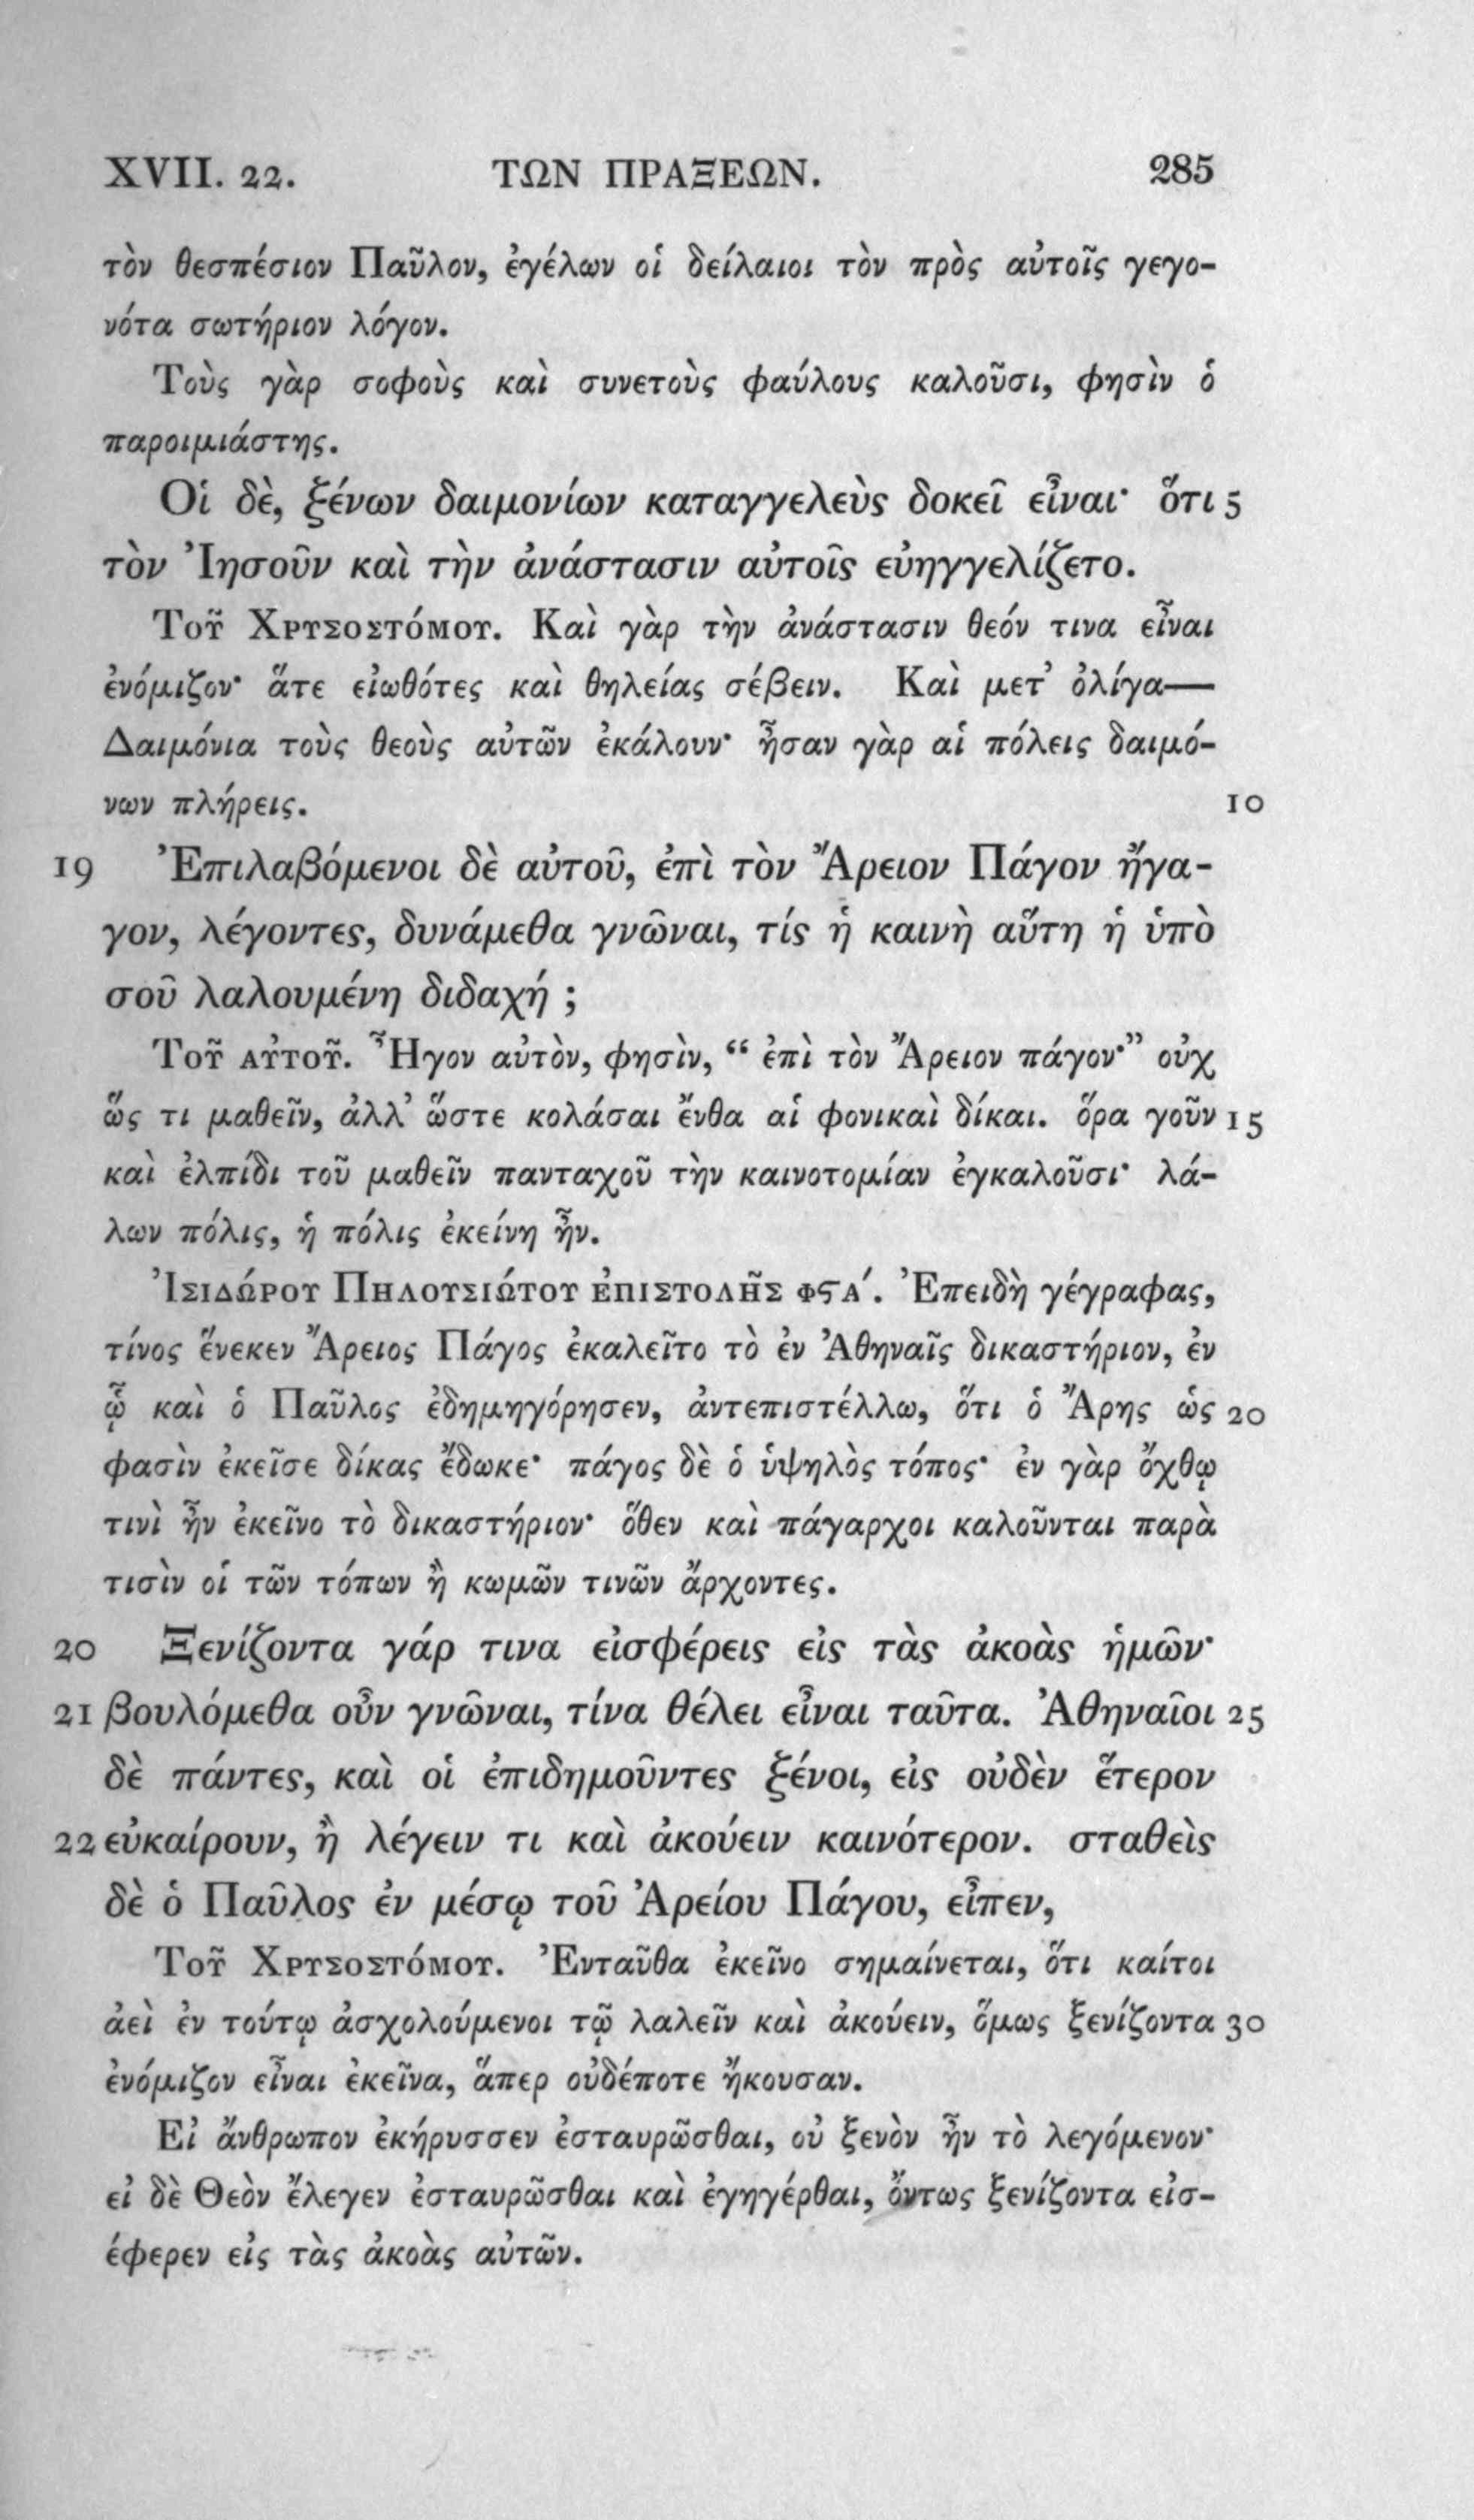 XVII. 22. ΤΩΝ ΠΡΑΞΕΩΝ. 285
τὸν θεσπέσιον Παῦλον, ἐγέλων οἱ δείλαιοι τὸν πρὸς αὐτοῖς γεγο-
νότα σωτήριον λόγον.
Τοὺς γὰρ σοφοὺς καὶ συνετοὺς φαύλους καλοῦσι, φησὶν ὁ
παροιμιάστης.
Οἱ δὲ, ξένων δαιμονίων καταγγελεὺς δοκεῖ εἶναι· ὅτι 5
τὸν Ἰησοῦν καὶ τὴν ἀνάστασιν αὐτοῖς εὐηγγελίζετο.
Τοῦ Χρυσοστόμου. Καὶ γὰρ τὴν ἀνάστασιν θεόν τινα εἶναι
ἐνόμιζον· ἅτε εἰωθότες καὶ θηλείας σέβειν. Καὶ μετ’ ὀλίγα—
Δαιμόνια τοὺς θεοὺς αὐτῶν ἐκάλουν· ἦσαν γὰρ αἱ πόλεις δαιμό-
νων πλήρεις. 10
19 Ἐπιλαβόμενοι δὲ αὐτοῦ, ἐπὶ τὸν Ἄρειον Πάγον ἤγα-
γον, λέγοντες, δυνάμεθα γνῶναι, τίς ἡ καινὴ αὕτη ἡ ὑπὸ
σοῦ λαλουμένη διδαχή ;
Τοῦ αὐτοῦ. Ἦγον αὐτὸν, φησὶν, “ ἐπὶ τὸν Ἄρειον πάγον·” οὐχ
ὥς τι μαθεῖν, ἀλλ’ ὥστε κολάσαι ἔνθα αἱ φονικαὶ δίκαι. ὅρα γοῦν 15
καὶ ἐλπίδι τοῦ μαθεῖν πανταχοῦ τὴν καινοτομίαν ἐγκαλοῦσι· λά-
λων πόλις, ἡ πόλις ἐκείνη ἦν.
Ἰσιδώρου Πηλουσιώτου ἐπιστολῆς φϛα´. Ἐπειδὴ γέγραφας,
τίνος ἕνεκεν Ἄρειος Πάγος ἐκαλεῖτο τὸ ἐν Ἀθηναῖς δικαστήριον, ἐν
ᾧ καὶ ὁ Παῦλος ἐδημηγόρησεν, ἀντεπιστέλλω, ὅτι ὁ Ἄρης ὡς 20
φασὶν ἐκεῖσε δίκας ἔδωκε· πάγος δὲ ὁ ὑψηλὸς τόπος· ἐν γὰρ ὄχθῳ
τινὶ ἦν ἐκεῖνο τὸ δικαστήριον· ὅθεν καὶ πάγαρχοι καλοῦνται παρὰ
τισὶν οἱ τῶν τόπων ἢ κωμῶν τινῶν ἄρχοντες.
20 Ξενίζοντα γάρ τινα εἰσφέρεις εἰς τὰς ἀκοὰς ἡμῶν·
21 βουλόμεθα οὖν γνῶναι, τίνα θέλει εἶναι ταῦτα. Ἀθηναῖοι 25
δὲ πάντες, καὶ οἱ ἐπιδημοῦντες ξένοι, εἰς οὐδὲν ἕτερον
22 εὐκαίρουν, ἢ λέγειν τι καὶ ἀκούειν καινότερον. σταθεὶς
δὲ ὁ Παῦλος ἐν μέσῳ τοῦ Ἀρείου Πάγου, εἶπεν,
Τοῦ Χρυσοστόμου. Ἐνταῦθα ἐκεῖνο σημαίνεται, ὅτι καίτοι
ἀεὶ ἐν τούτῳ ἀσχολούμενοι τῷ λαλεῖν καὶ ἀκούειν, ὅμως ξενίζοντα 30
ἐνόμιζον εἶναι ἐκεῖνα, ἅπερ οὐδέποτε ἤκουσαν.
Εἰ ἄνθρωπον ἐκήρυσσεν ἐσταυρῶσθαι, οὐ ξενὸν ἦν τὸ λεγόμενον·
εἰ δὲ Θεὸν ἔλεγεν ἐσταυρῶσθαι καὶ ἐγηγέρθαι, ὄντως ξενίζοντα εἰσ-
έφερεν εἰς τὰς ἀκοὰς αὐτῶν.